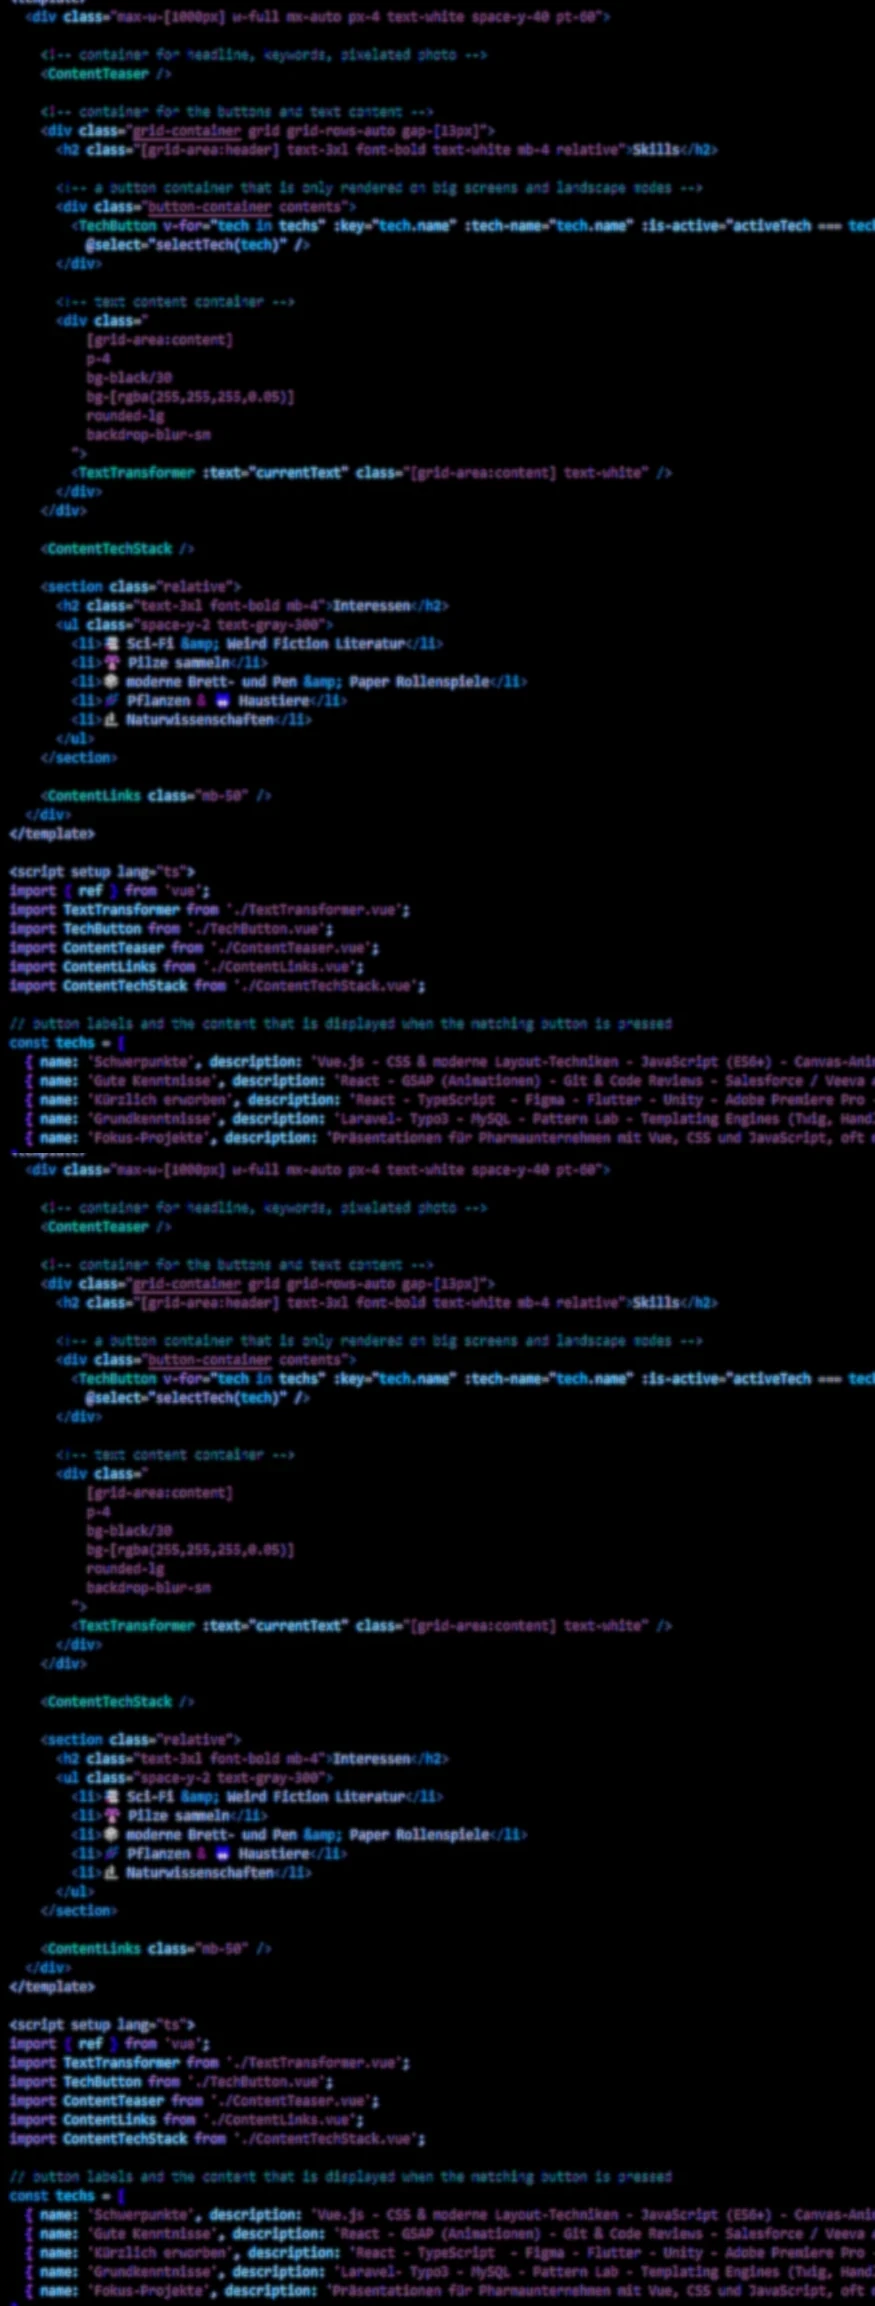 <div class="max-w-[1000px] w-full mx-auto px-4 text-white space-y-40 pt-60">
<!-- container for headline, keywords, pixelated photo -->
<ContentTeaser />
<!-- container for the buttons and text content -->
<div class="grid-container grid grid-rows-auto gap-[13px]">
<h2 class="[grid-area:header] text-3xl font-bold text-white mb-4 relative">Skills</h2>
<!-- a button container that is only rendered on big screens and landscape modes -->
<div class="button-container contents">
<TechButton v-for="tech in techs" :key="tech.name" :tech-name="tech.name" :is-active="activeTech === tec
@select="selectTech(tech)" />
</div>
<!-- text content container -->
<div class="
[grid-area:content]
p-4
bg-black/30
bg-[rgba(255,255,255,0.05)]
rounded-lg
backdrop-blur-sm
">
<TextTransformer :text="currentText" class="[grid-area:content] text-white" />
</div>
</div>
<ContentTechStack />
<section class="relative">
<h2 class="text-3xl font-bold mb-4">Interessen</h2>
<ul class="space-y-2 text-gray-300">
<li> Sci-Fi &amp; Weird Fiction Literatur</li>
<li> Pilze sammeln</li>
<li> moderne Brett- und Pen &amp; Paper Rollenspiele</li>
<li> Pflanzen & Haustiere</li>
<li> Naturwissenschaften</li>
</ul>
</section>
<ContentLinks class="mb-50" />
</div>
</template>
<script setup lang="ts">
import { ref } from 'vue';
import TextTransformer from './TextTransformer.vue';
import TechButton from './TechButton.vue';
import ContentTeaser from './ContentTeaser.vue';
import ContentLinks from './ContentLinks.vue';
import ContentTechStack from './ContentTechStack.vue';
// button labels and the content that is displayed when the matching button is pressed
const techs = [
{ name: 'Schwerpunkte', description: 'Vue.js - CSS & moderne Layout-Techniken - JavaScript (ES6+) - Canvas-Ani
{ name: 'Gute Kenntnisse', description: 'React - GSAP (Animationen) - Git & Code Reviews - Salesforce / Veeva
{ name: 'Kürzlich erworben', description: 'React - TypeScript - Figma - Flutter - Unity - Adobe Premiere Pro -
{ name: 'Grundkenntnisse', description: 'Laravel- Typo3 - MySQL - Pattern Lab - Templating Engines (Twig, Hand
{ name: 'Fokus-Projekte', description: 'Präsentationen für Pharmaunternehmen mit Vue, CSS und JavaScript, oft
<div class="max-w-[1000px] w-full mx-auto px-4 text-white space-y-40 pt-60">
<!-- container for headline, keywords, pixelated photo -->
<ContentTeaser />
<!-- container for the buttons and text content -->
<div class="grid-container grid grid-rows-auto gap-[13px]">
<h2 class="[grid-area:header] text-3xl font-bold text-white mb-4 relative">Skills</h2>
<!-- a button container that is only rendered on big screens and landscape modes -->
<div class="button-container contents">
<TechButton v-for="tech in techs" :key="tech.name" :tech-name="tech.name" :is-active="activeTech === tec
@select="selectTech(tech)" />
</div>
<!-- text content container -->
<div class="
[grid-area:content]
p-4
bg-black/30
bg-[rgba(255,255,255,0.05)]
rounded-lg
backdrop-blur-sm
">
<TextTransformer :text="currentText" class="[grid-area:content] text-white" />
</div>
</div>
<ContentTechStack />
<section class="relative">
<h2 class="text-3xl font-bold mb-4">Interessen</h2>
<ul class="space-y-2 text-gray-300">
<li> Sci-Fi &amp; Weird Fiction Literatur</li>
<li> Pilze sammeln</li>
<li> moderne Brett- und Pen &amp; Paper Rollenspiele</li>
<li> Pflanzen & Haustiere</li>
<li> Naturwissenschaften</li>
</ul>
</section>
<ContentLinks class="mb-50" />
</div>
</template>
<script setup lang="ts">
import { ref } from 'vue';
import TextTransformer from './TextTransformer.vue';
import TechButton from './TechButton.vue';
import ContentTeaser from './ContentTeaser.vue';
import ContentLinks from './ContentLinks.vue';
import ContentTechStack from './ContentTechStack.vue';
// button labels and the content that is displayed when the matching button is pressed
const techs = [
{ name: 'Schwerpunkte', description: 'Vue.js - CSS & moderne Layout-Techniken - JavaScript (ES6+) - Canvas-Ani
{ name: 'Gute Kenntnisse', description: 'React - GSAP (Animationen) - Git & Code Reviews - Salesforce / Veeva
{ name: 'Kürzlich erworben', description: 'React - TypeScript - Figma - Flutter - Unity - Adobe Premiere Pro -
{ name: 'Grundkenntnisse', description: 'Laravel- Typo3 - MySQL - Pattern Lab - Templating Engines (Twig, Hand
{ name: 'Fokus-Projekte', description: 'Präsentationen für Pharmaunternehmen mit Vue, CSS und JavaScript, oft